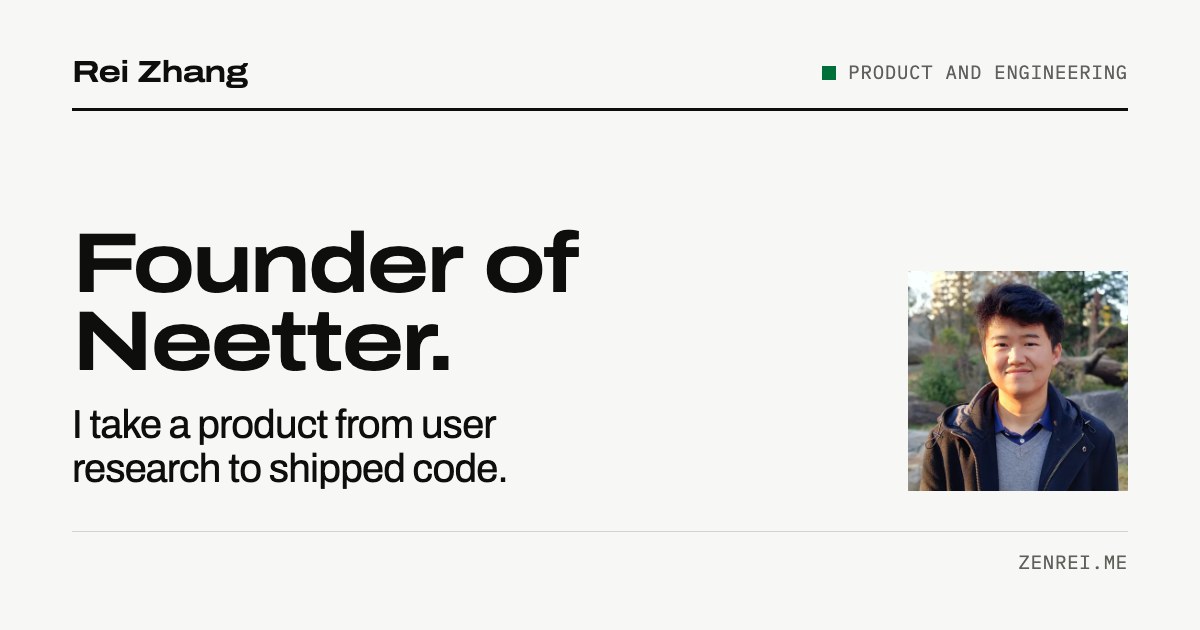 Rei Zhang
PRODUCT AND ENGINEERING
Founder of
Neetter.
I take a product from user
research to shipped code.
ZENREI.ME